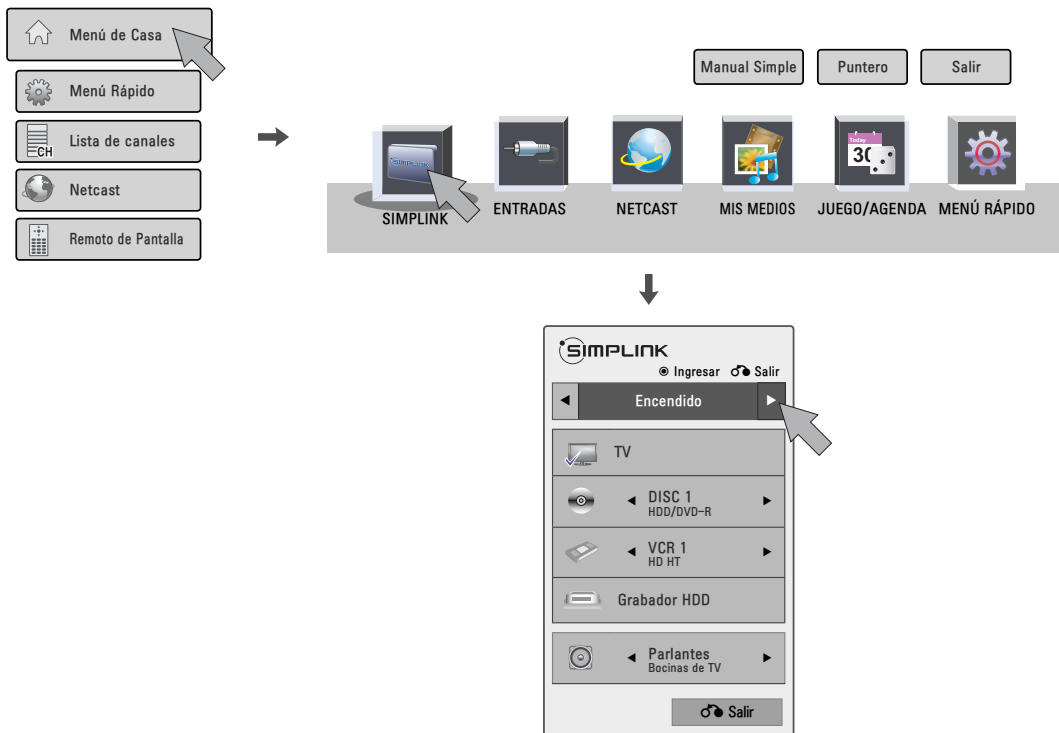 Menú de Casa
Menú Rápido
CH
Lista de canales
Netcast
Remoto de Pantalla
Manual Simple
Puntero
Salir
SIMPLINK
Today
30
SIMPLINK
ENTRADAS
NETCAST
MIS MEDIOS
JUEGO/AGENDA
MENÚ RÁPIDO
SIMPLINK
Ingresar
Salir
Encendido
TV
DISC 1
HDD/DVD-R
VCR 1
HD HT
Grabador HDD
Parlantes
Bocinas de TV
Salir